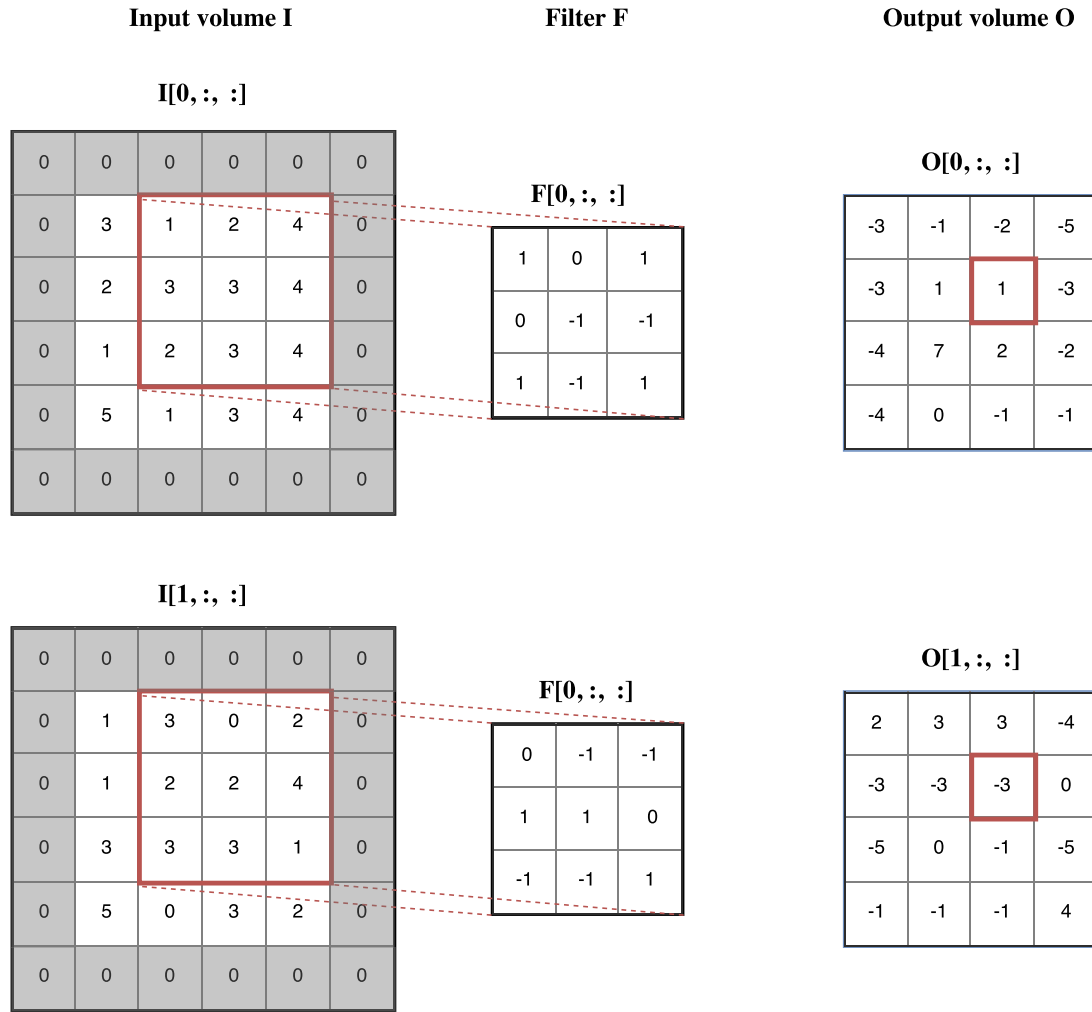 Input volume I Filter F Output volume O
I[0, :, :]
0 0 0 0 0 0
0 3 1 2 4 0
0 2 3 3 4 0
0 1 2 3 4 0
0 5 1 3 4 0
0 0 0 0 0 0
F[0, :, :]
1 0 1
0 -1 -1
1 -1 1
O[0, :, :]
-3 -1 -2 -5
-3 1 1 -3
-4 7 2 -2
-4 0 -1 -1
I[1, :, :]
0 0 0 0 0 0
0 1 3 0 2 0
0 1 2 2 4 0
0 3 3 3 1 0
0 5 0 3 2 0
0 0 0 0 0 0
F[0, :, :]
0 -1 -1
1 1 0
-1 -1 1
O[1, :, :]
2 3 3 -4
-3 -3 -3 0
-5 0 -1 -5
-1 -1 -1 4